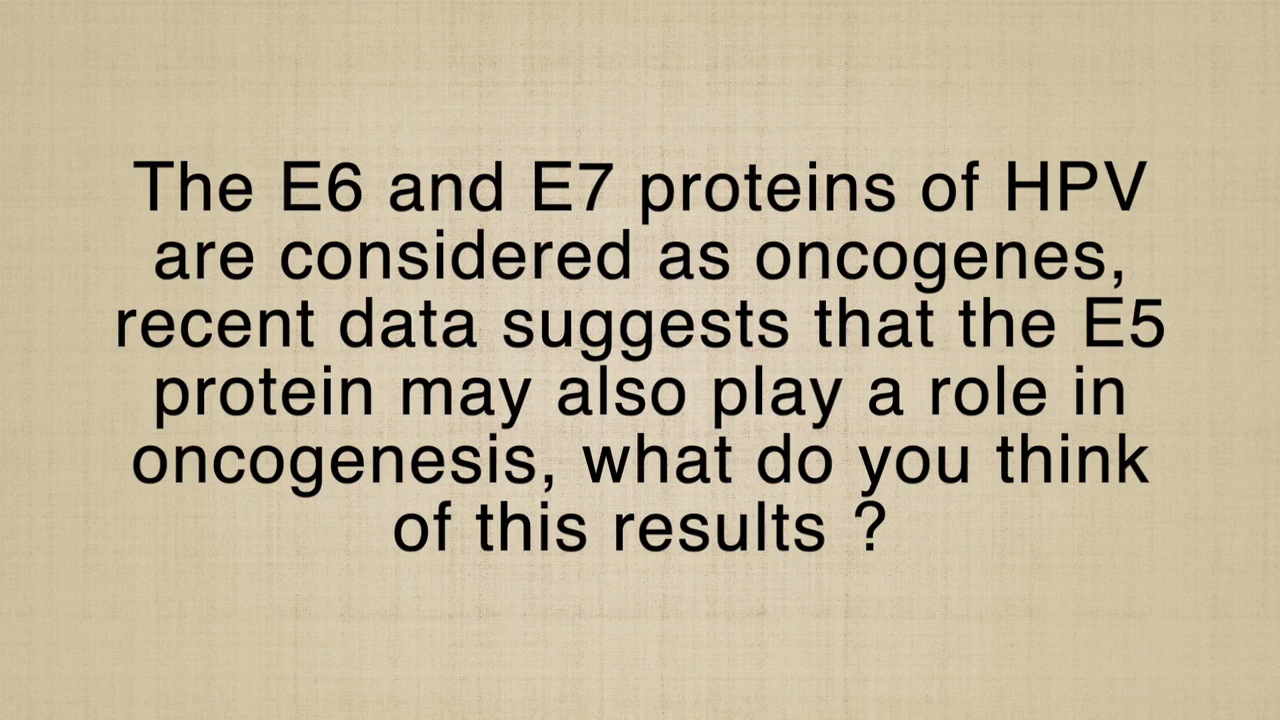 The E6 and E7 proteins of HPV
are considered as oncogenes,
recent data suggests that the E5
protein may also play a role in
oncogenesis, what do you think
of this results ?